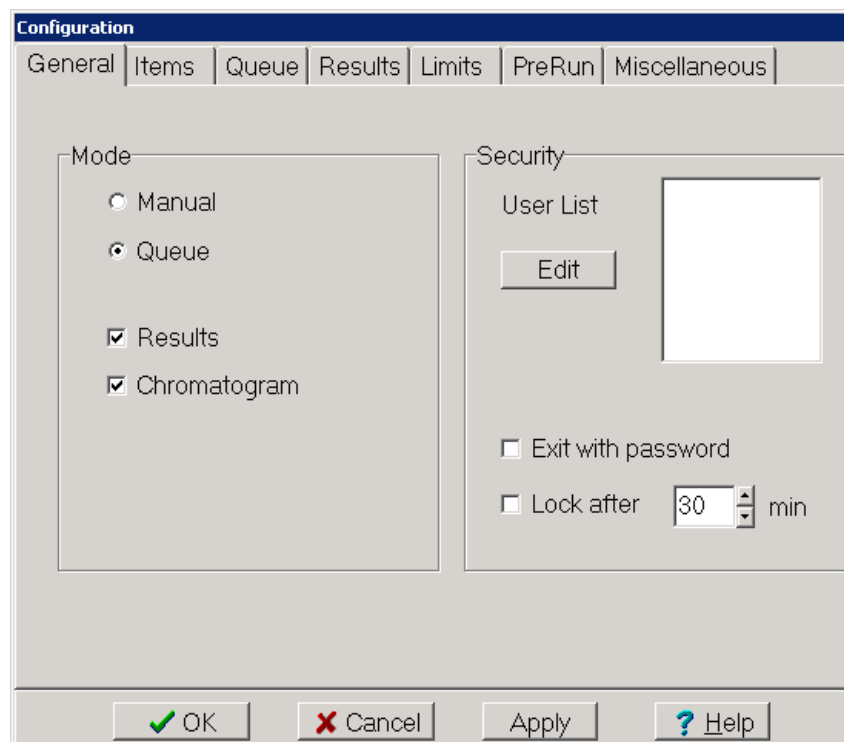 Configuration
General Items Queue Results Limits PreRun Miscellaneous
Mode
Manual
Queue
Results
Chromatogram
Security
User List
Edit
Exit with password
Lock after 30 min
OK Cancel Apply ? Help